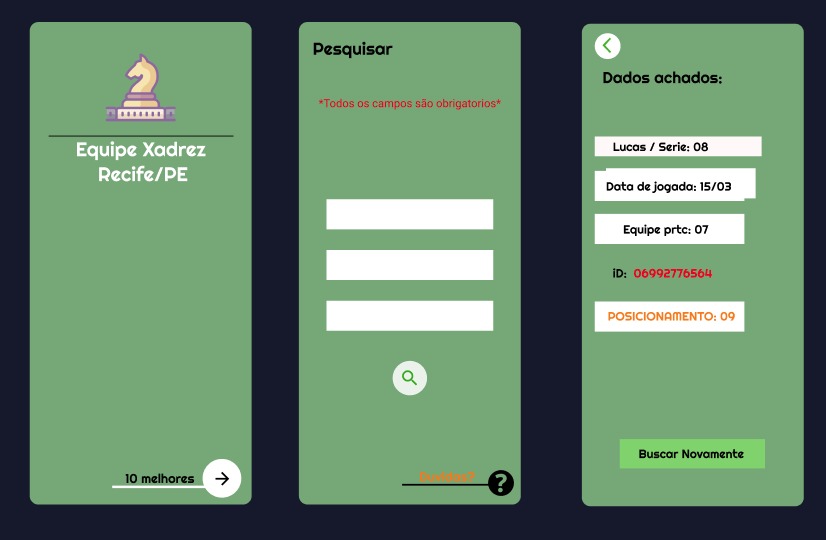 Equipe Xadrez
Recife/PE
10 melhores
Pesquisar
*Todos os campos são obrigatorios*
Duvidas?
?
Dados achados:
Lucas / Serie: 08
Data de jogada: 15/03
Equipe prtc: 07
iD: 06992776564
POSICIONAMENTO: 09
Buscar Novamente